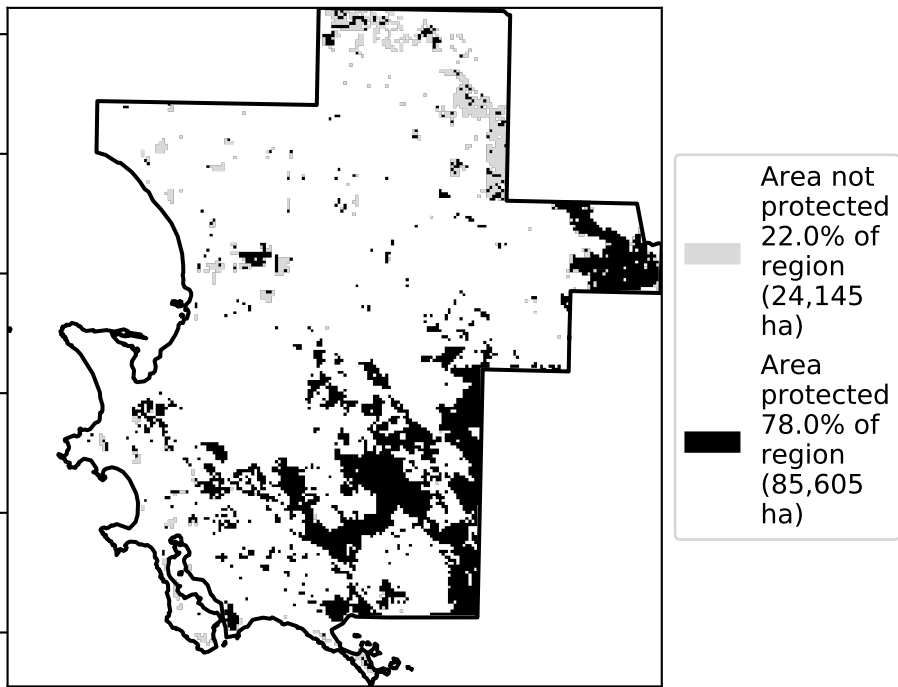 Area not
protected
22.0% of
region
(24,145
ha)
Area
protected
78.0% of
region
(85,605
ha)